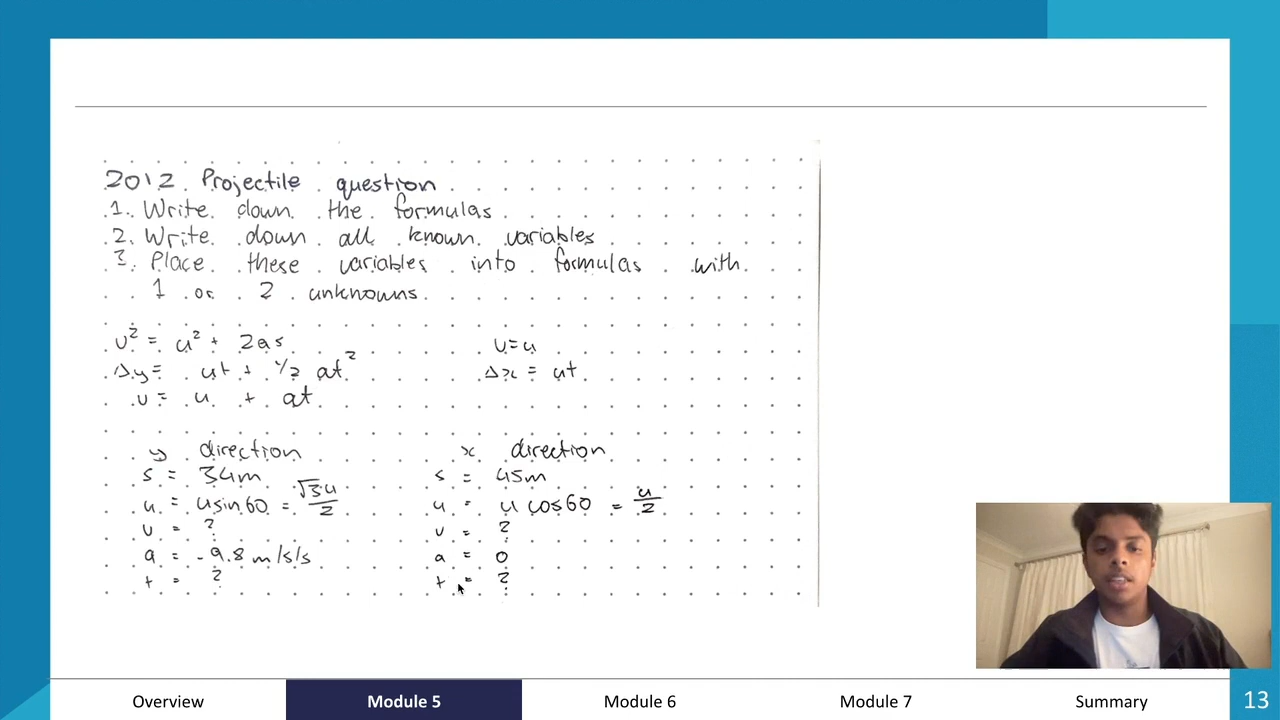 2012 Projectile question
1. Write down the formulas
2. Write down all known variables
3. Place these variables into formulas with
1 or 2 unknowns
v² = u² + 2as
v=u
Δy = ut + 1/2 at²
Δx = ut
v = u + at
y direction
x direction
s = 34m
s = 45m
u = usin60 = √3u/2
u = u cos60 = u/2
v = ?
v = ?
a = -9.8 m/s/s
a = 0
t = ?
t = ?
Overview
Module 5
Module 6
Module 7
Summary
13